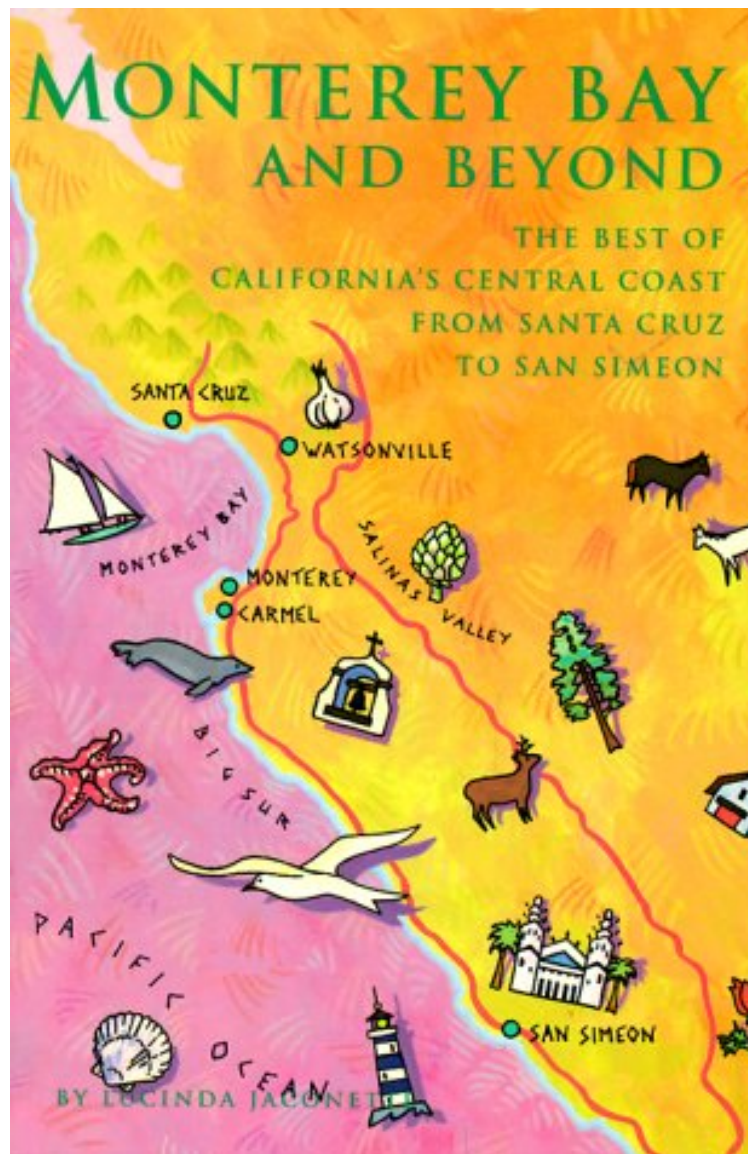 MONTEREY BAY
AND BEYOND
THE BEST OF
CALIFORNIA'S CENTRAL COAST
FROM SANTA CRUZ
TO SAN SIMEON
SANTA CRUZ
WATSONVILLE
MONTEREY BAY
SALINAS VALLEY
MONTEREY
CARMEL
BIG SUR
PACIFIC OCEAN
SAN SIMEON
BY LUCINDA